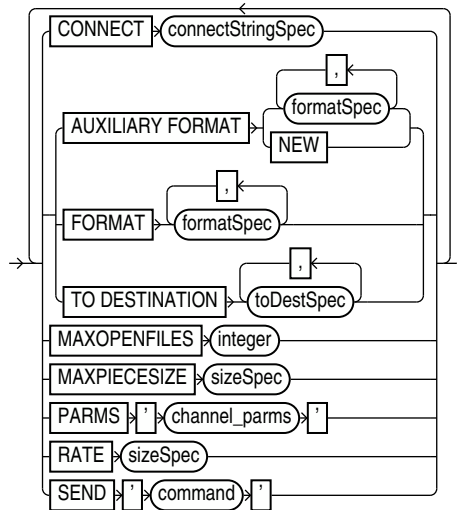 CONNECT connectStringSpec
,
formatSpec
AUXILIARY FORMAT
NEW
,
FORMAT formatSpec
,
TO DESTINATION toDestSpec
MAXOPENFILES integer
MAXPIECESIZE sizeSpec
PARMS ' channel_parms '
RATE sizeSpec
SEND ' command '